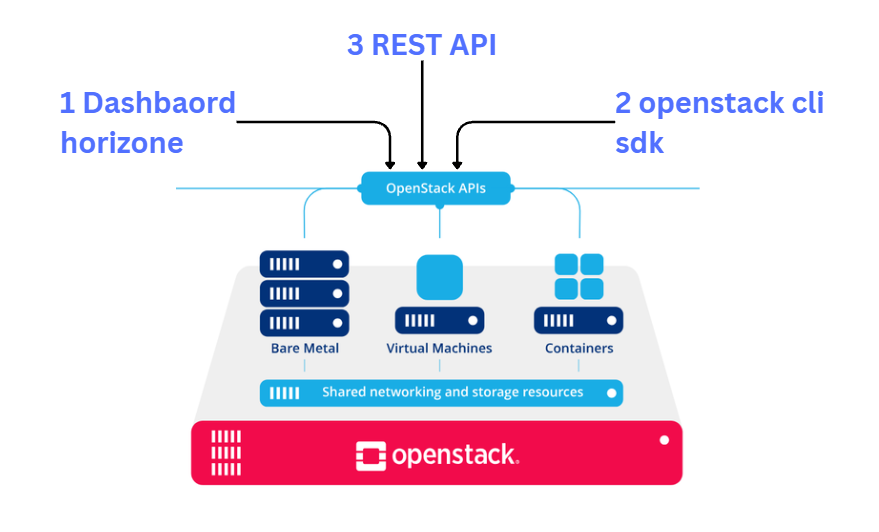 3 REST API
1 Dashbaord
horizone
2 openstack cli
sdk
OpenStack APIs
Bare Metal
Virtual Machines
Containers
Shared networking and storage resources
openstack.